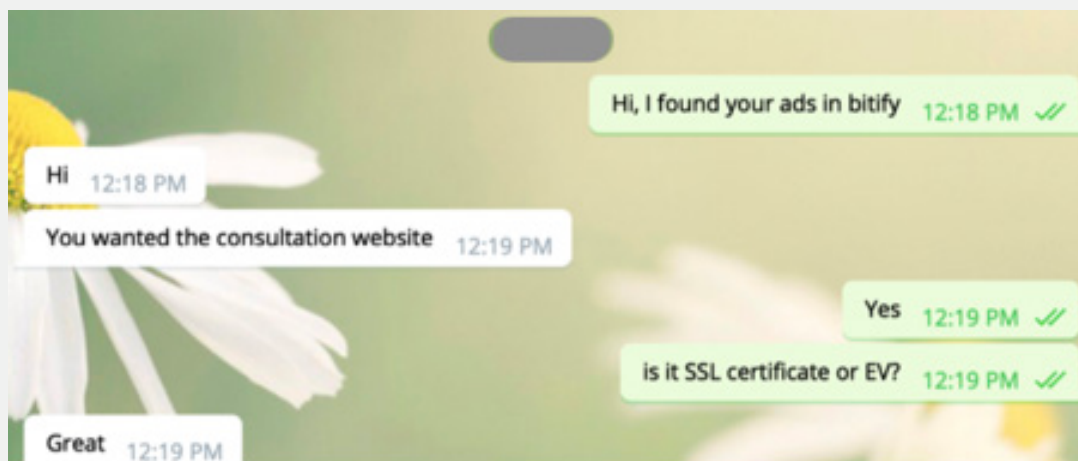 Hi, I found your ads in bitify 12:18 PM
Hi 12:18 PM
You wanted the consultation website 12:19 PM
Yes 12:19 PM
is it SSL certificate or EV? 12:19 PM
Great 12:19 PM